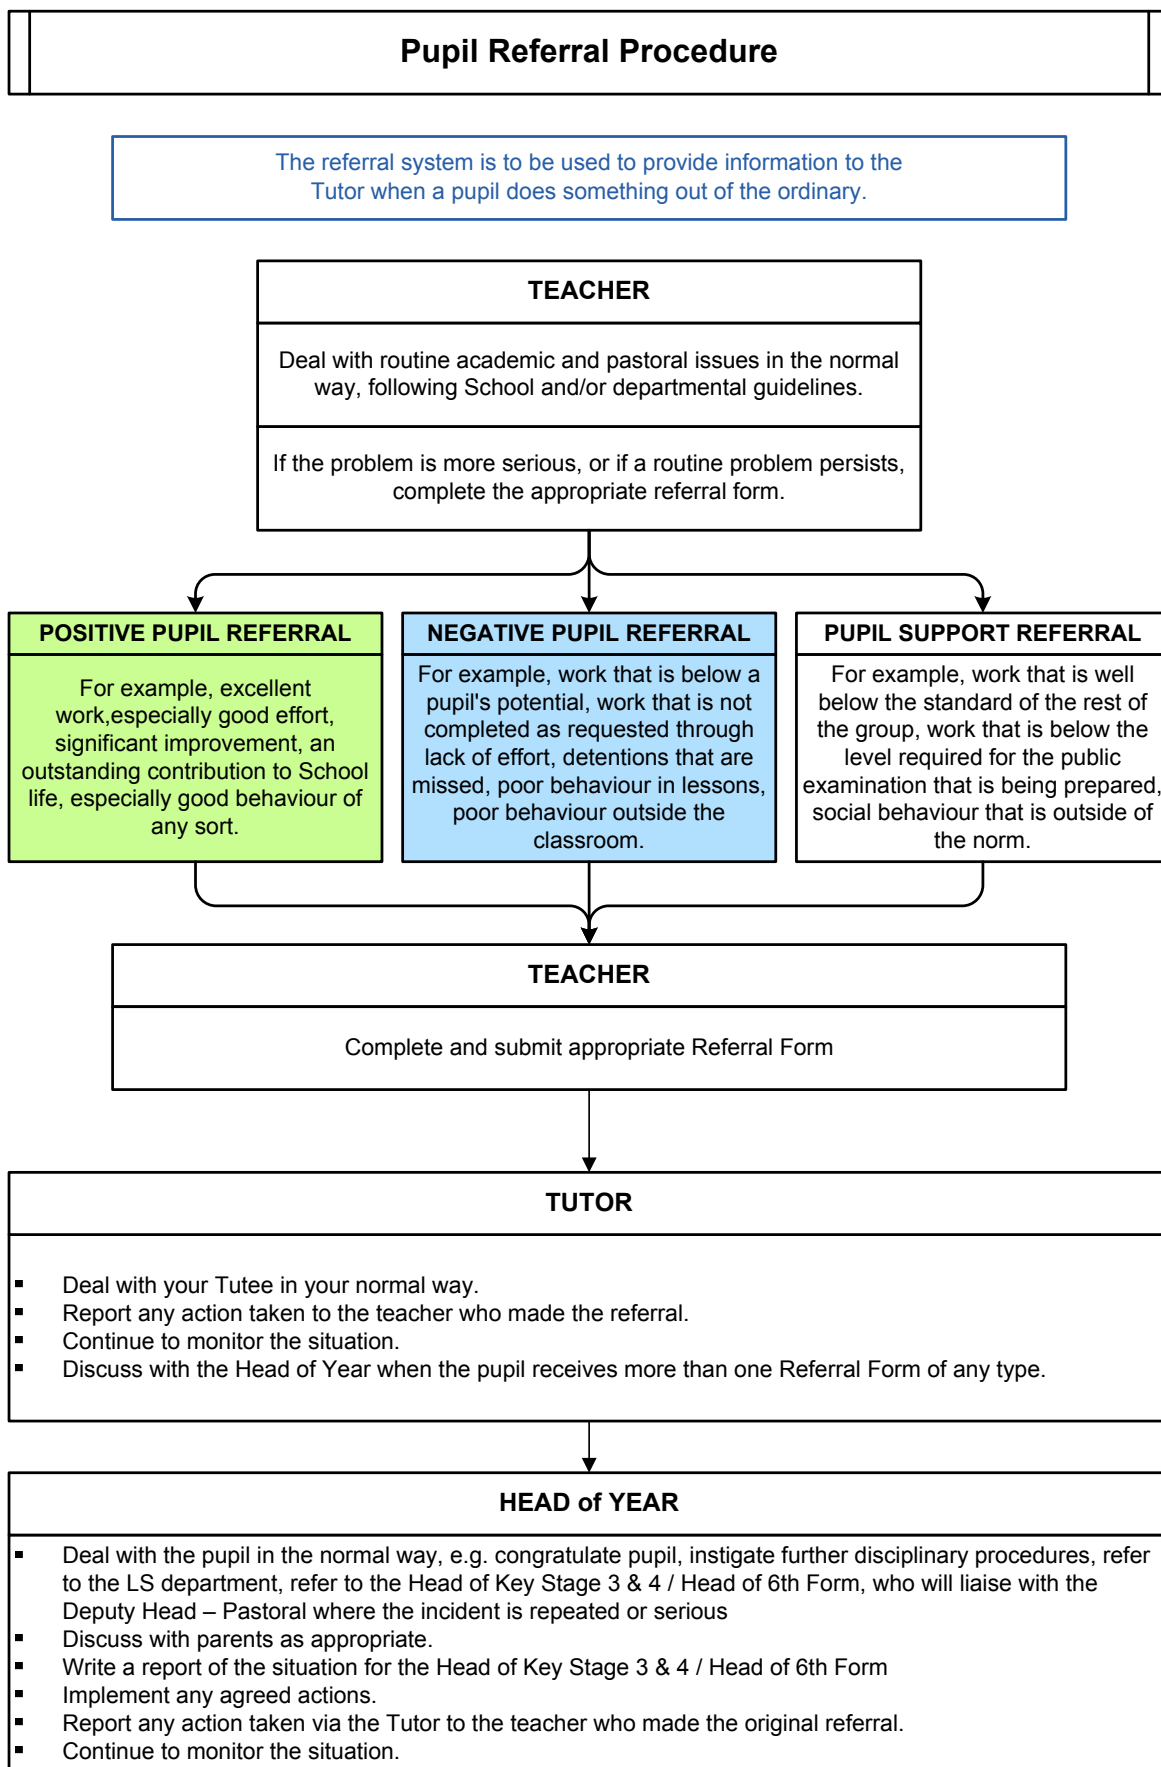 Pupil Referral Procedure
The referral system is to be used to provide information to the
Tutor when a pupil does something out of the ordinary.
TEACHER
Deal with routine academic and pastoral issues in the normal
way, following School and/or departmental guidelines.
If the problem is more serious, or if a routine problem persists,
complete the appropriate referral form.
POSITIVE PUPIL REFERRAL
For example, excellent
work,especially good effort,
significant improvement, an
outstanding contribution to School
life, especially good behaviour of
any sort.
NEGATIVE PUPIL REFERRAL
For example, work that is below a
pupil's potential, work that is not
completed as requested through
lack of effort, detentions that are
missed, poor behaviour in lessons,
poor behaviour outside the
classroom.
PUPIL SUPPORT REFERRAL
For example, work that is well
below the standard of the rest of
the group, work that is below the
level required for the public
examination that is being prepared,
social behaviour that is outside of
the norm.
TEACHER
Complete and submit appropriate Referral Form
TUTOR
▪ Deal with your Tutee in your normal way.
▪ Report any action taken to the teacher who made the referral.
▪ Continue to monitor the situation.
▪ Discuss with the Head of Year when the pupil receives more than one Referral Form of any type.
HEAD of YEAR
▪ Deal with the pupil in the normal way, e.g. congratulate pupil, instigate further disciplinary procedures, refer
to the LS department, refer to the Head of Key Stage 3 & 4 / Head of 6th Form, who will liaise with the
Deputy Head – Pastoral where the incident is repeated or serious
▪ Discuss with parents as appropriate.
▪ Write a report of the situation for the Head of Key Stage 3 & 4 / Head of 6th Form
▪ Implement any agreed actions.
▪ Report any action taken via the Tutor to the teacher who made the original referral.
▪ Continue to monitor the situation.